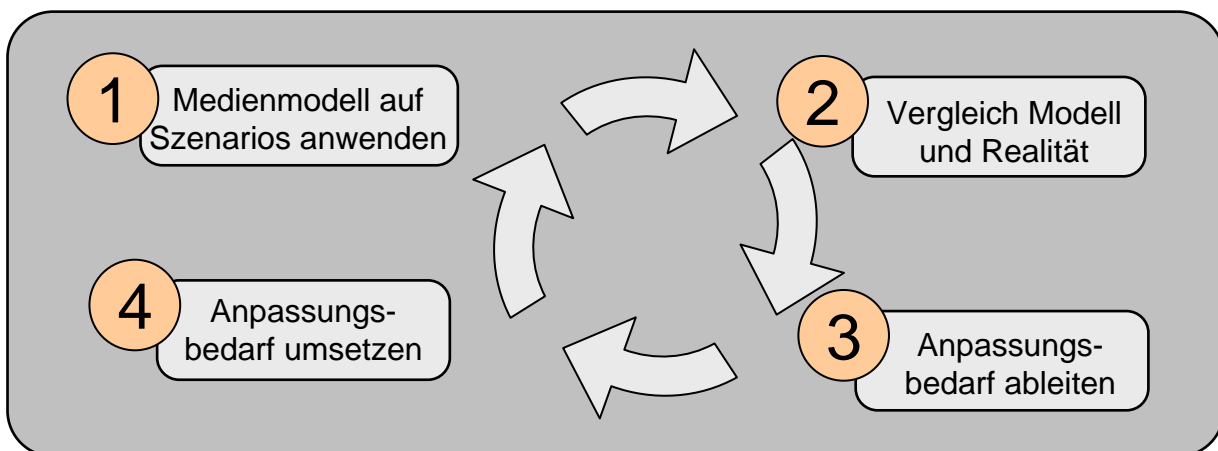 1
Medienmodell auf
Szenarios anwenden
2
Vergleich Modell
und Realität
3
Anpassungs-
bedarf ableiten
4
Anpassungs-
bedarf umsetzen